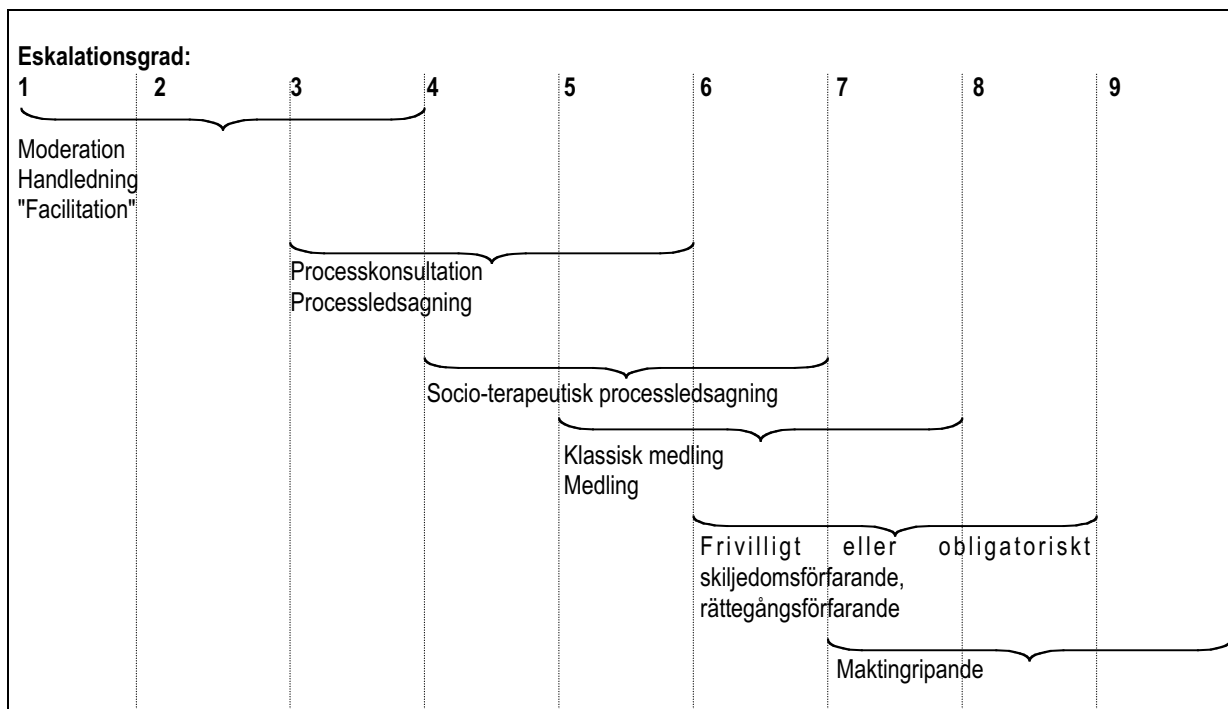 Eskalationsgrad:
1 2 3 4 5 6 7 8 9
Moderation
Handledning
"Facilitation"
Processkonsultation
Processledsagning
Socio-terapeutisk processledsagning
Klassisk medling
Medling
Frivilligt eller obligatoriskt
skiljedomsförfarande,
rättegångsförfarande
Maktingripande